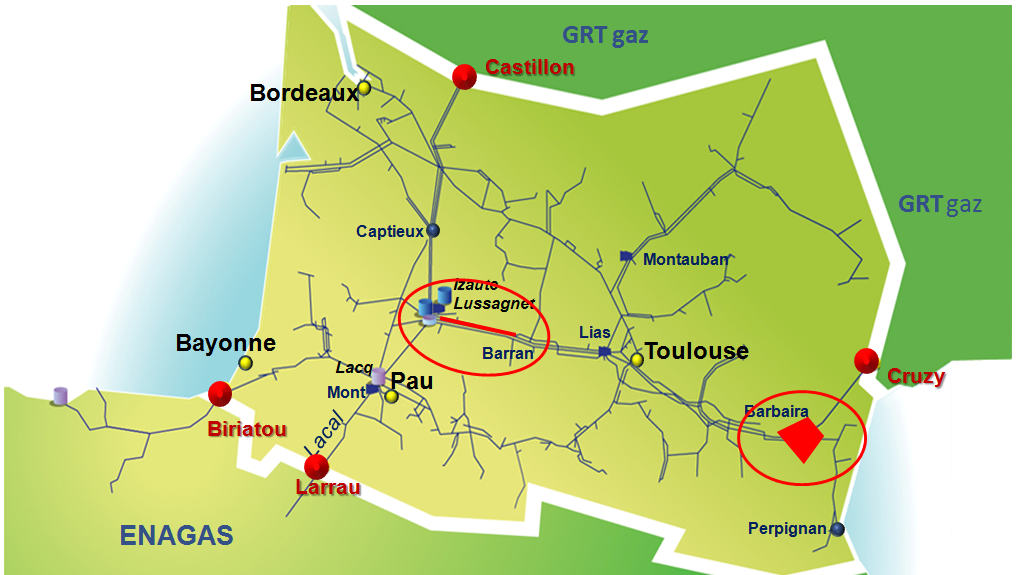 GRT gaz
Castillon
Bordeaux
GRT gaz
Captieux
Montauban
Izaute
Lussagnet
Lias
Bayonne
Barran
Toulouse
Lacq
Pau
Cruzy
Mont
Barbaira
Biriatou
Lacal
Larrau
Perpignan
ENAGAS